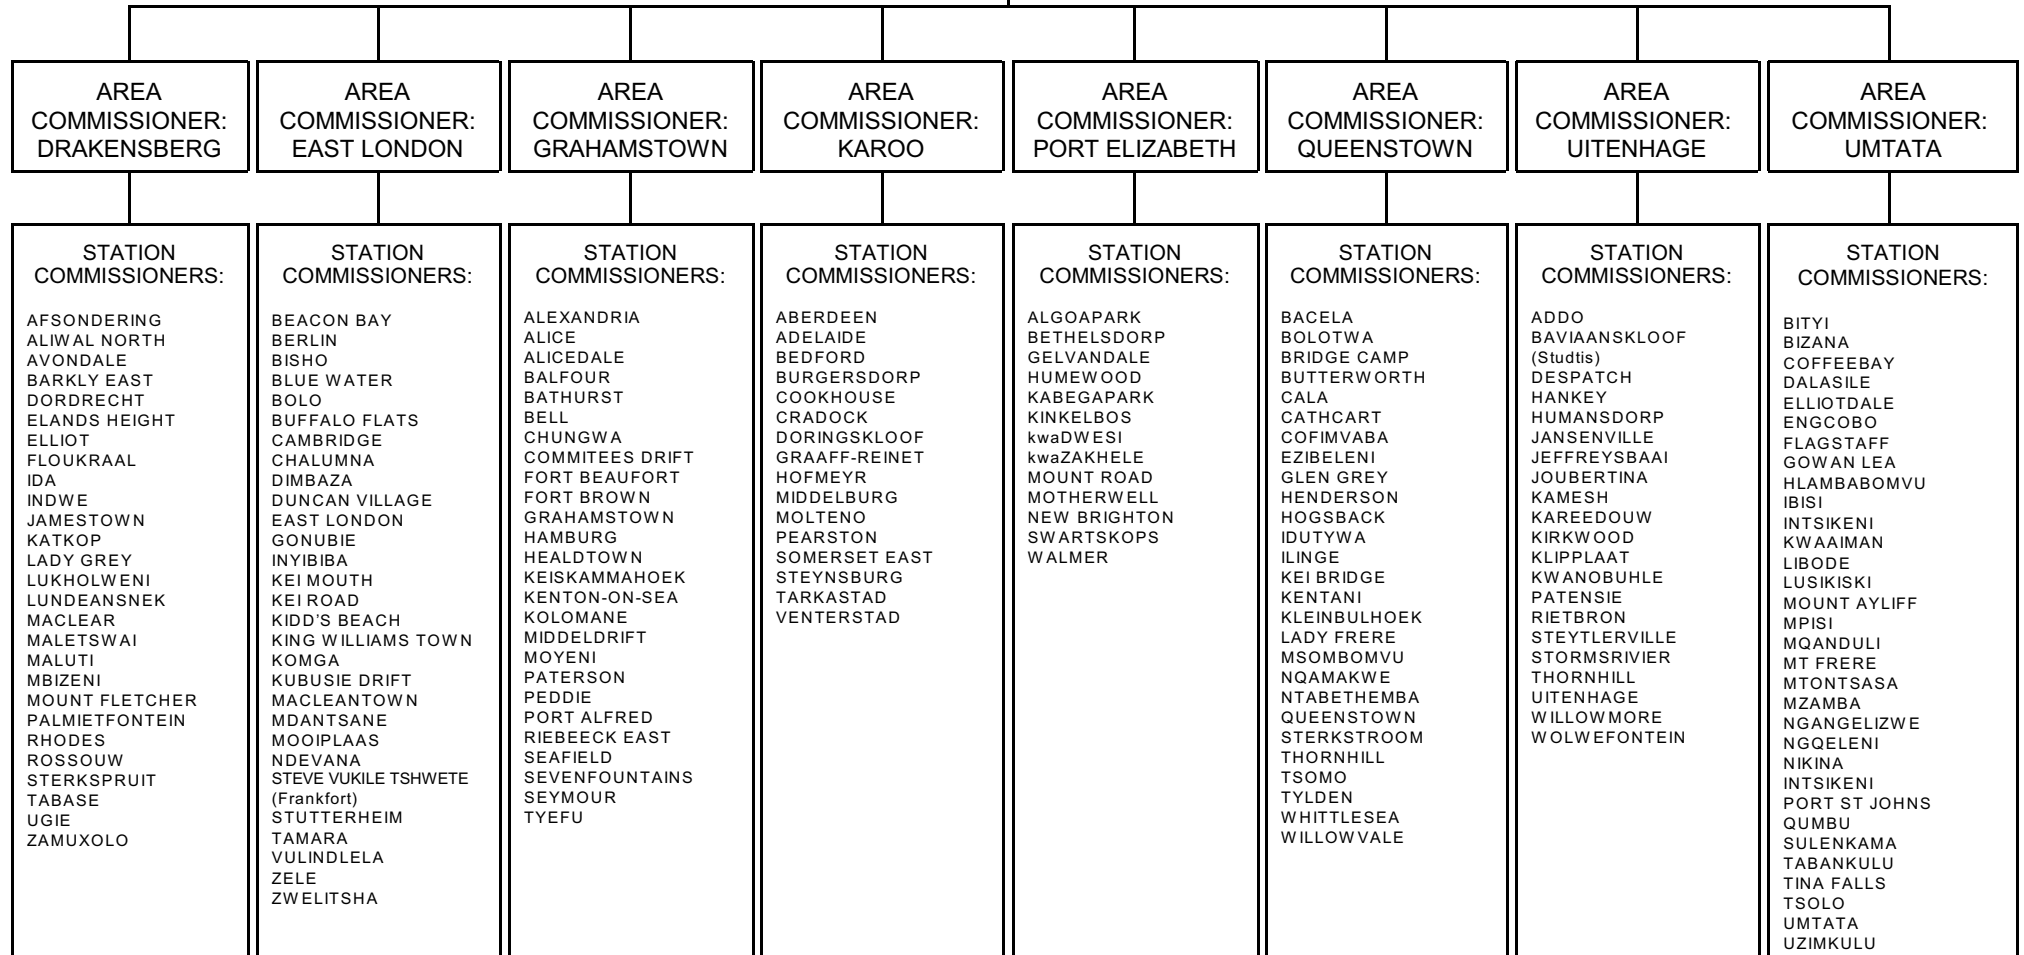 AREA
COMMISSIONER:
DRAKENSBERG
AREA
COMMISSIONER:
EAST LONDON
AREA
COMMISSIONER:
GRAHAMSTOWN
AREA
COMMISSIONER:
KAROO
AREA
COMMISSIONER:
PORT ELIZABETH
AREA
COMMISSIONER:
QUEENSTOWN
AREA
COMMISSIONER:
UITENHAGE
AREA
COMMISSIONER:
UMTATA
STATION
COMMISSIONERS:
AFSONDERING
ALIWAL NORTH
AVONDALE
BARKLY EAST
DORDRECHT
ELANDS HEIGHT
ELLIOT
FLOUKRAAL
IDA
INDWE
JAMESTOWN
KATKOP
LADY GREY
LUKHOLWENI
LUNDEANSNEK
MACLEAR
MALETSWAI
MALUTI
MBIZENI
MOUNT FLETCHER
PALMIETFONTEIN
RHODES
ROSSOUW
STERKSPRUIT
TABASE
UGIE
ZAMUXOLO
STATION
COMMISSIONERS:
BEACON BAY
BERLIN
BISHO
BLUE WATER
BOLO
BUFFALO FLATS
CAMBRIDGE
CHALUMNA
DIMBAZA
DUNCAN VILLAGE
EAST LONDON
GONUBIE
INYIBIBA
KEI MOUTH
KEI ROAD
KIDD'S BEACH
KING WILLIAMS TOWN
KOMGA
KUBUSIE DRIFT
MACLEANTOWN
MDANTSANE
MOOIPLAAS
NDEVANA
STEVE VUKILE TSHWETE
(Frankfort)
STUTTERHEIM
TAMARA
VULINDLELA
ZELE
ZWELITSHA
STATION
COMMISSIONERS:
ALEXANDRIA
ALICE
ALICEDALE
BALFOUR
BATHURST
BELL
CHUNGWA
COMMITEES DRIFT
FORT BEAUFORT
FORT BROWN
GRAHAMSTOWN
HAMBURG
HEALDTOWN
KEISKAMMAHOEK
KENTON-ON-SEA
KOLOMANE
MIDDELDRIFT
MOYENI
PATERSON
PEDDIE
PORT ALFRED
RIEBEECK EAST
SEAFIELD
SEVENFOUNTAINS
SEYMOUR
TYEFU
STATION
COMMISSIONERS:
ABERDEEN
ADELAIDE
BEDFORD
BURGERSDORP
COOKHOUSE
CRADOCK
DORINGSKLOOF
GRAAFF-REINET
HOFMEYR
MIDDELBURG
MOLTENO
PEARSTON
SOMERSET EAST
STEYNSBURG
TARKASTAD
VENTERSTAD
STATION
COMMISSIONERS:
ALGOAPARK
BETHELSDORP
GELVANDALE
HUMEWOOD
KABEGAPARK
KINKELBOS
kwaDWESI
kwaZAKHELE
MOUNT ROAD
MOTHERWELL
NEW BRIGHTON
SWARTSKOPS
WALMER
STATION
COMMISSIONERS:
BACELA
BOLOTWA
BRIDGE CAMP
BUTTERWORTH
CALA
CATHCART
COFIMVABA
EZIBELENI
GLEN GREY
HENDERSON
HOGSBACK
IDUTYWA
ILINGE
KEI BRIDGE
KENTANI
KLEINBULHOEK
LADY FRERE
MSOMBOMVU
NQAMAKWE
NTABETHEMBA
QUEENSTOWN
STERKSTROOM
THORNHILL
TSOMO
TYLDEN
WHITTLESEA
WILLOWVALE
STATION
COMMISSIONERS:
ADDO
BAVIAANSKLOOF
(Studtis)
DESPATCH
HANKEY
HUMANSDORP
JANSENVILLE
JEFFREYSBAAI
JOUBERTINA
KAMESH
KAREEDOUW
KIRKWOOD
KLIPPLAAT
KWANOBUHLE
PATENSIE
RIETBRON
STEYTLERVILLE
STORMSRIVIER
THORNHILL
UITENHAGE
WILLOWMORE
WOLWEFONTEIN
STATION
COMMISSIONERS:
BITYI
BIZANA
COFFEEBAY
DALASILE
ELLIOTDALE
ENGCOBO
FLAGSTAFF
GOWAN LEA
HLAMBABOMVU
IBISI
INTSIKENI
KWAAIMAN
LIBODE
LUSIKISKI
MOUNT AYLIFF
MPISI
MQANDULI
MT FRERE
MTONTSASA
MZAMBA
NGANGELIZWE
NGQELENI
NIKINA
INTSIKENI
PORT ST JOHNS
QUMBU
SULENKAMA
TABANKULU
TINA FALLS
TSOLO
UMTATA
UZIMKULU